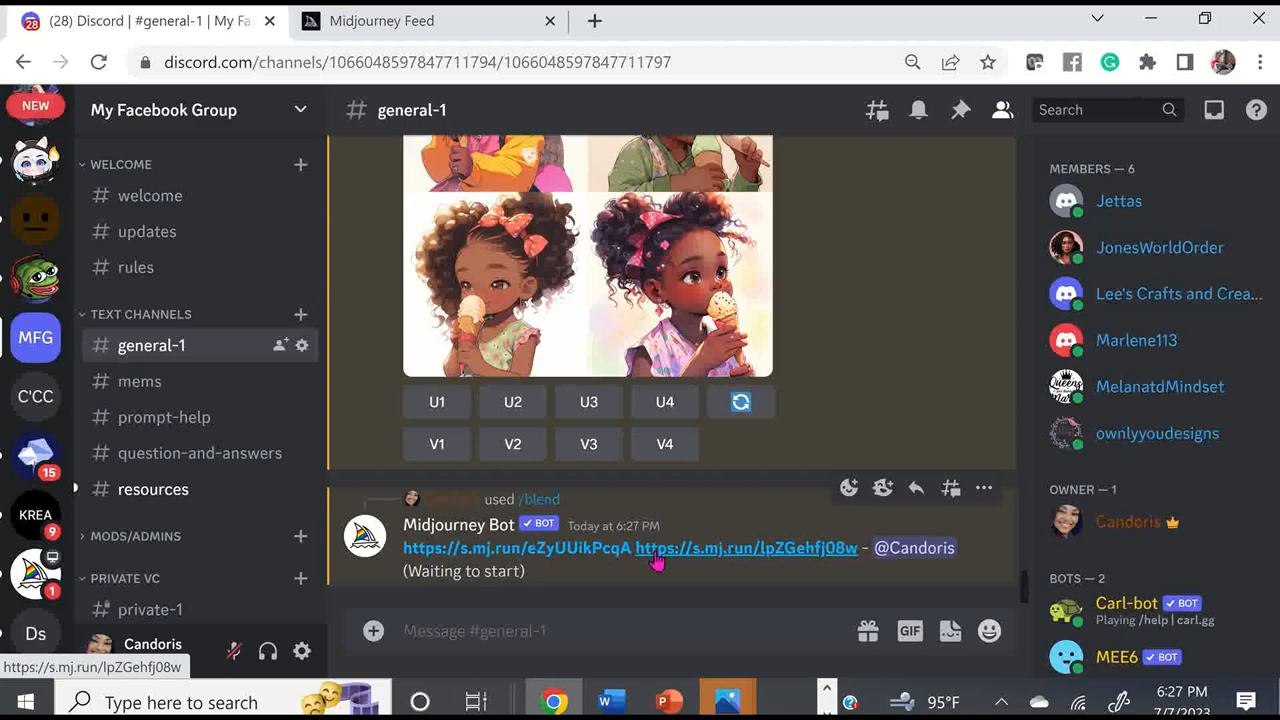 (28) Discord | #general-1 | My Fa
Midjourney Feed
discord.com/channels/1066048597847711794/1066048597847711797
NEW
My Facebook Group
general-1
Search
WELCOME
welcome
updates
rules
TEXT CHANNELS
MFG
general-1
C'CC
mems
prompt-help
question-and-answers
15
resources
KREA
9
MODS/ADMINS
1
PRIVATE VC
private-1
Ds
Candoris
https://s.mj.run/lpZGehfj08w
U1 U2 U3 U4
V1 V2 V3 V4
Candoris used /blend
Midjourney Bot BOT Today at 6:27 PM
https://s.mj.run/eZyUUikPcqA https://s.mj.run/lpZGehfj08w - @Candoris
(Waiting to start)
Message #general-1
GIF
MEMBERS — 6
Jettas
JonesWorldOrder
Lee's Crafts and Crea...
Marlene113
MelanatdMindset
ownlyyoudesigns
OWNER — 1
Candoris
BOTS — 2
Carl-bot BOT
Playing /help | carl.gg
MEE6 BOT
Type here to search
95°F
6:27 PM
7/7/2023